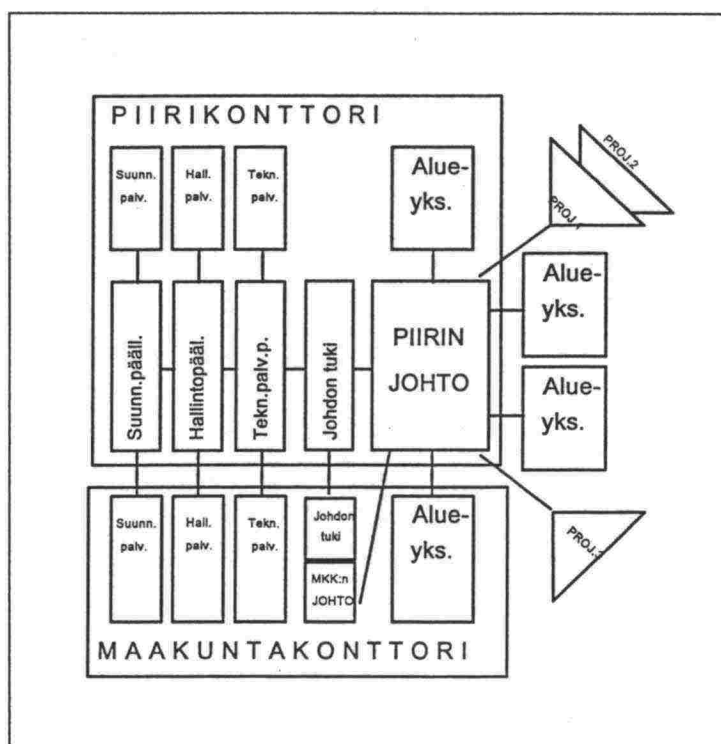 PIIRIKONTTORI
Suunn.
palv.
Hall.
palv.
Tekn.
palv.
Alue-
yks.
PROJ.1
PROJ.2
Suunn.pääll.
Hallintopääl.
Tekn.palv.p.
Johdon tuki
PIIRIN
JOHTO
Alue-
yks.
Alue-
yks.
Suunn.
palv.
Hall.
palv.
Tekn.
palv.
Johdon
tuki
MKK:n
JOHTO
Alue-
yks.
PROJ.3
MAAKUNTAKONTTORI